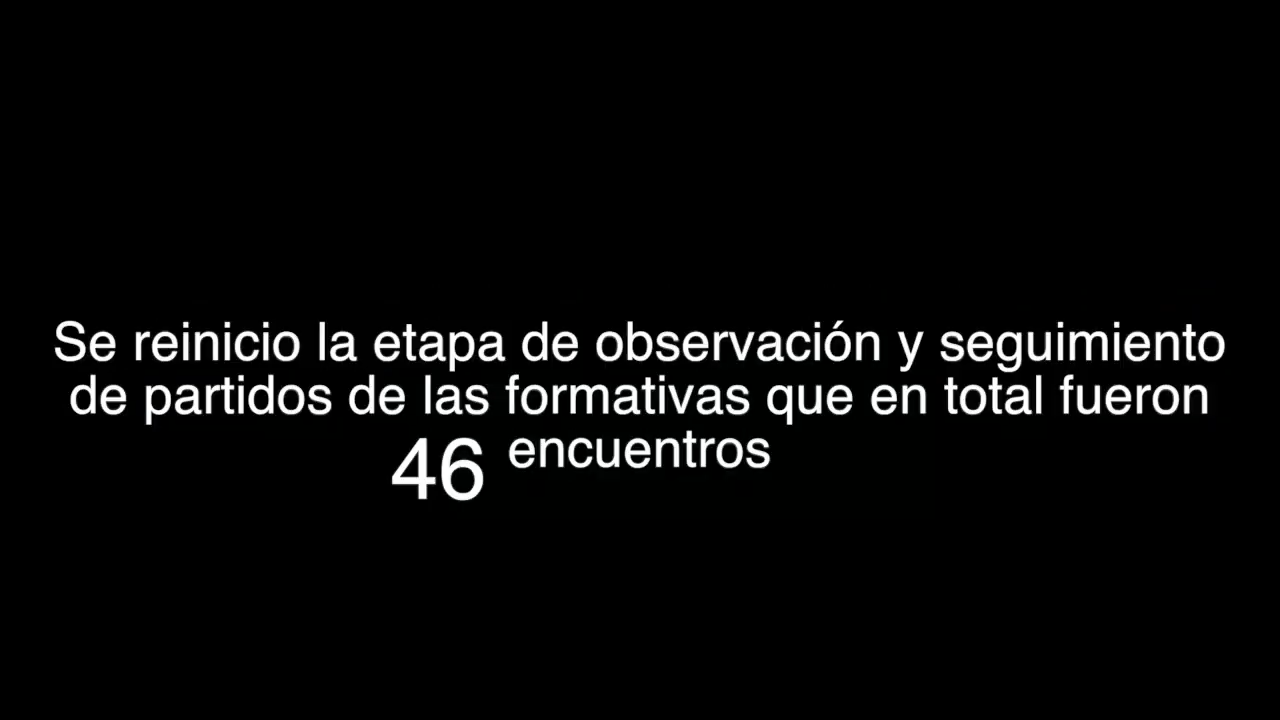 Se reinicio la etapa de observación y seguimiento
de partidos de las formativas que en total fueron
46 encuentros